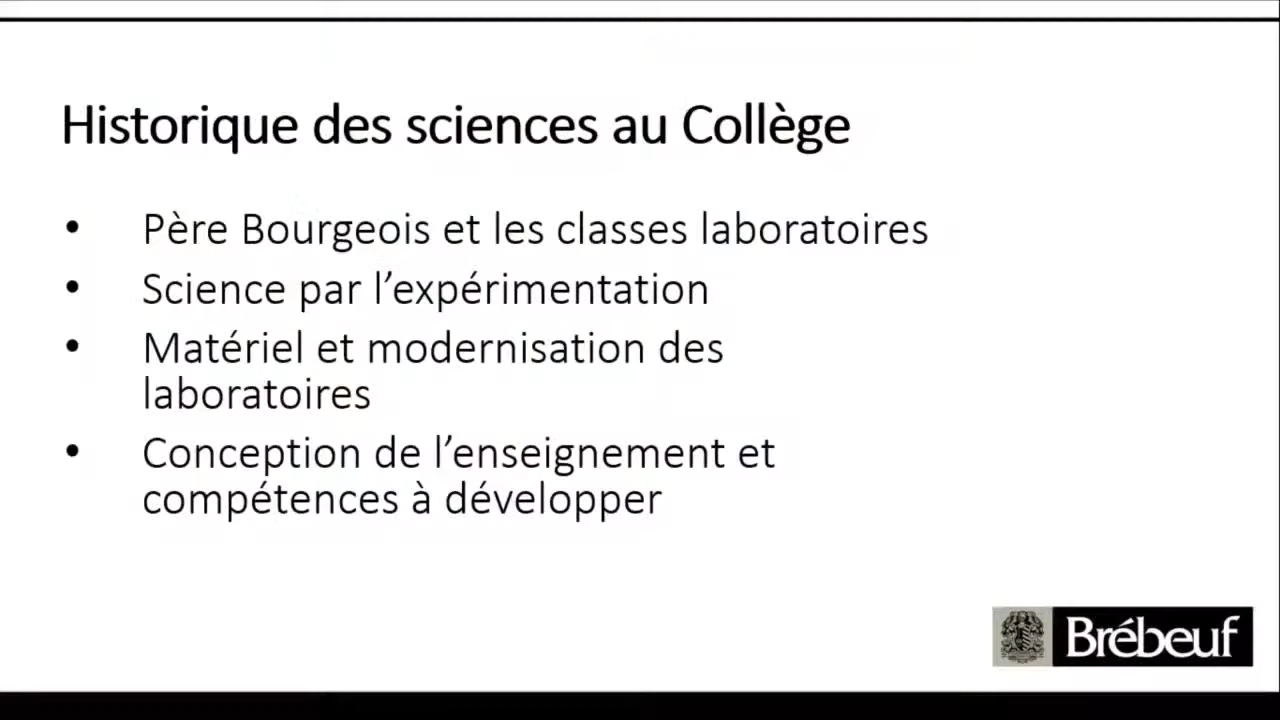 Historique des sciences au Collège
• Père Bourgeois et les classes laboratoires
• Science par l’expérimentation
• Matériel et modernisation des
laboratoires
• Conception de l’enseignement et
compétences à développer
Brébeuf